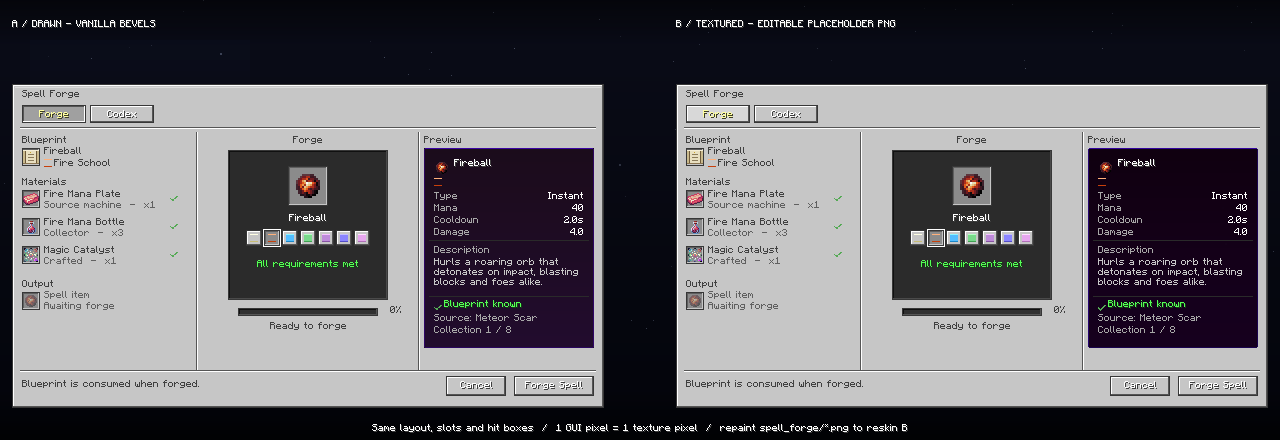 A / DRAWN - VANILLA BEVELS
Spell Forge
Forge
Codex
Blueprint
Fireball
Fire School
Materials
Fire Mana Plate
Source machine - x1
Fire Mana Bottle
Collector - x3
Magic Catalyst
Crafted - x1
Output
Spell item
Awaiting forge
Forge
Fireball
All requirements met
0%
Ready to forge
Preview
Fireball
Type Instant
Mana 40
Cooldown 2.0s
Damage 4.0
Description
Hurls a roaring orb that
detonates on impact, blasting
blocks and foes alike.
Blueprint known
Source: Meteor Scar
Collection 1 / 8
Blueprint is consumed when forged.
Cancel
Forge Spell
B / TEXTURED - EDITABLE PLACEHOLDER PNG
Spell Forge
Forge
Codex
Blueprint
Fireball
Fire School
Materials
Fire Mana Plate
Source machine - x1
Fire Mana Bottle
Collector - x3
Magic Catalyst
Crafted - x1
Output
Spell item
Awaiting forge
Forge
Fireball
All requirements met
0%
Ready to forge
Preview
Fireball
Type Instant
Mana 40
Cooldown 2.0s
Damage 4.0
Description
Hurls a roaring orb that
detonates on impact, blasting
blocks and foes alike.
Blueprint known
Source: Meteor Scar
Collection 1 / 8
Blueprint is consumed when forged.
Cancel
Forge Spell
Same layout, slots and hit boxes / 1 GUI pixel = 1 texture pixel / repaint spell_forge/*.png to reskin B